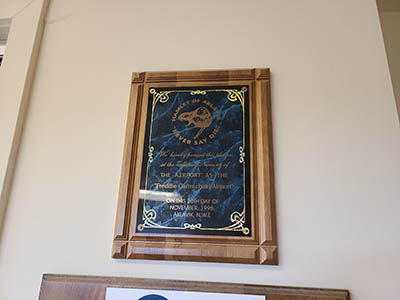 HAMLET OF AKLAVIK
NEVER SAY DIE
We hereby present this plaque
at the of
THE AIRPORT AS THE
"Freddie Carmichael Airport"
ON THIS 20TH DAY OF
NOVEMBER, 1998
AKLAVIK, N.W.T.